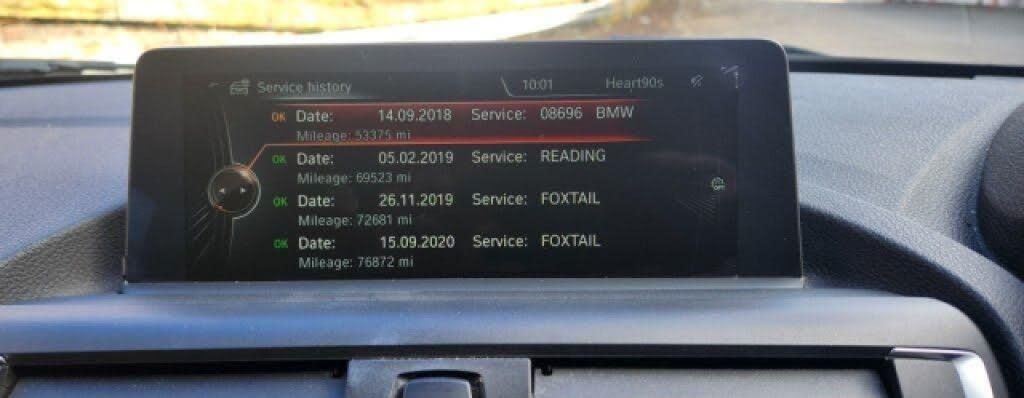 Service history 10:01 Heart90s
OK Date: 14.09.2018 Service: 08696 BMW
Mileage: 53375 mi
OK Date: 05.02.2019 Service: READING
Mileage: 69523 mi
OK Date: 26.11.2019 Service: FOXTAIL
Mileage: 72681 mi
OK Date: 15.09.2020 Service: FOXTAIL
Mileage: 76872 mi